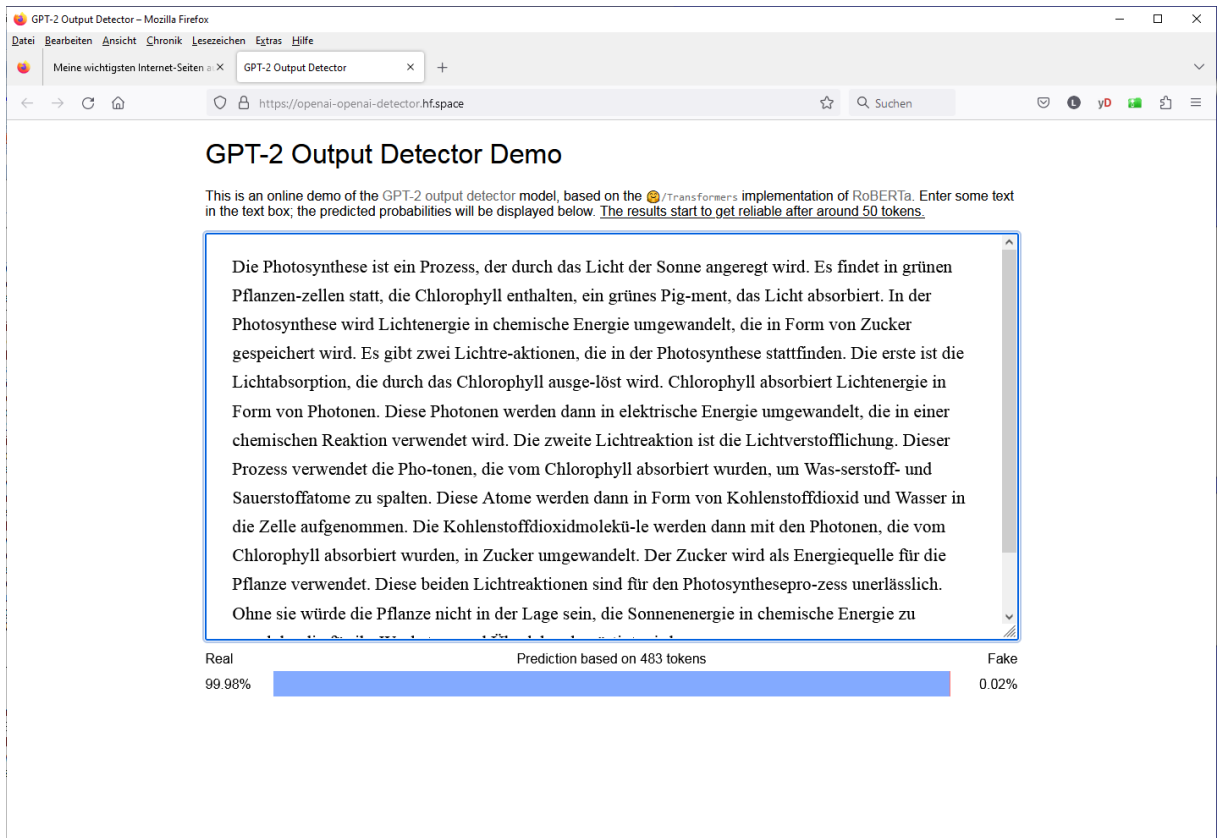 GPT-2 Output Detector – Mozilla Firefox
Datei Bearbeiten Ansicht Chronik Lesezeichen Extras Hilfe
Meine wichtigsten Internet-Seiten
GPT-2 Output Detector
https://openai-openai-detector.hf.space
Suchen
L
yD
GPT-2 Output Detector Demo
This is an online demo of the GPT-2 output detector model, based on the 🤗/Transformers implementation of RoBERTa. Enter some text
in the text box; the predicted probabilities will be displayed below. The results start to get reliable after around 50 tokens.
Die Photosynthese ist ein Prozess, der durch das Licht der Sonne angeregt wird. Es findet in grünen
Pflanzen-zellen statt, die Chlorophyll enthalten, ein grünes Pig-ment, das Licht absorbiert. In der
Photosynthese wird Lichtenergie in chemische Energie umgewandelt, die in Form von Zucker
gespeichert wird. Es gibt zwei Lichtre-aktionen, die in der Photosynthese stattfinden. Die erste ist die
Lichtabsorption, die durch das Chlorophyll ausge-löst wird. Chlorophyll absorbiert Lichtenergie in
Form von Photonen. Diese Photonen werden dann in elektrische Energie umgewandelt, die in einer
chemischen Reaktion verwendet wird. Die zweite Lichtreaktion ist die Lichtverstofflichung. Dieser
Prozess verwendet die Pho-tonen, die vom Chlorophyll absorbiert wurden, um Was-serstoff- und
Sauerstoffatome zu spalten. Diese Atome werden dann in Form von Kohlenstoffdioxid und Wasser in
die Zelle aufgenommen. Die Kohlenstoffdioxidmolekü-le werden dann mit den Photonen, die vom
Chlorophyll absorbiert wurden, in Zucker umgewandelt. Der Zucker wird als Energiequelle für die
Pflanze verwendet. Diese beiden Lichtreaktionen sind für den Photosynthesepro-zess unerlässlich.
Ohne sie würde die Pflanze nicht in der Lage sein, die Sonnenenergie in chemische Energie zu
Real
Prediction based on 483 tokens
Fake
99.98%
0.02%